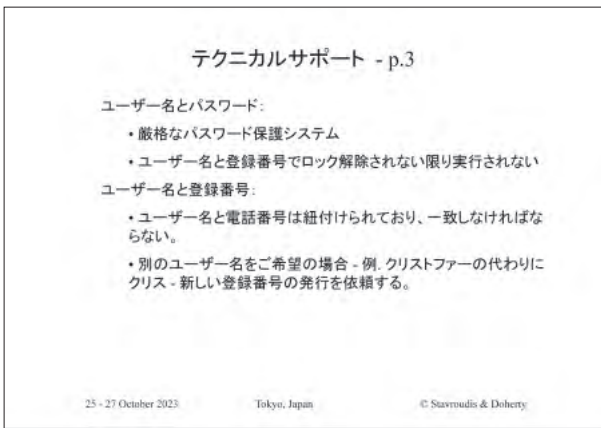 テクニカルサポート - p.3
ユーザー名とパスワード:
• 厳格なパスワード保護システム
• ユーザー名と登録番号でロック解除されない限り実行されない
ユーザー名と登録番号:
• ユーザー名と電話番号は紐付けられており、一致しなければな
らない。
• 別のユーザー名をご希望の場合 - 例. クリストファーの代わりに
クリス - 新しい登録番号の発行を依頼する。
25 - 27 October 2023 Tokyo, Japan © Stavroudis & Doherty